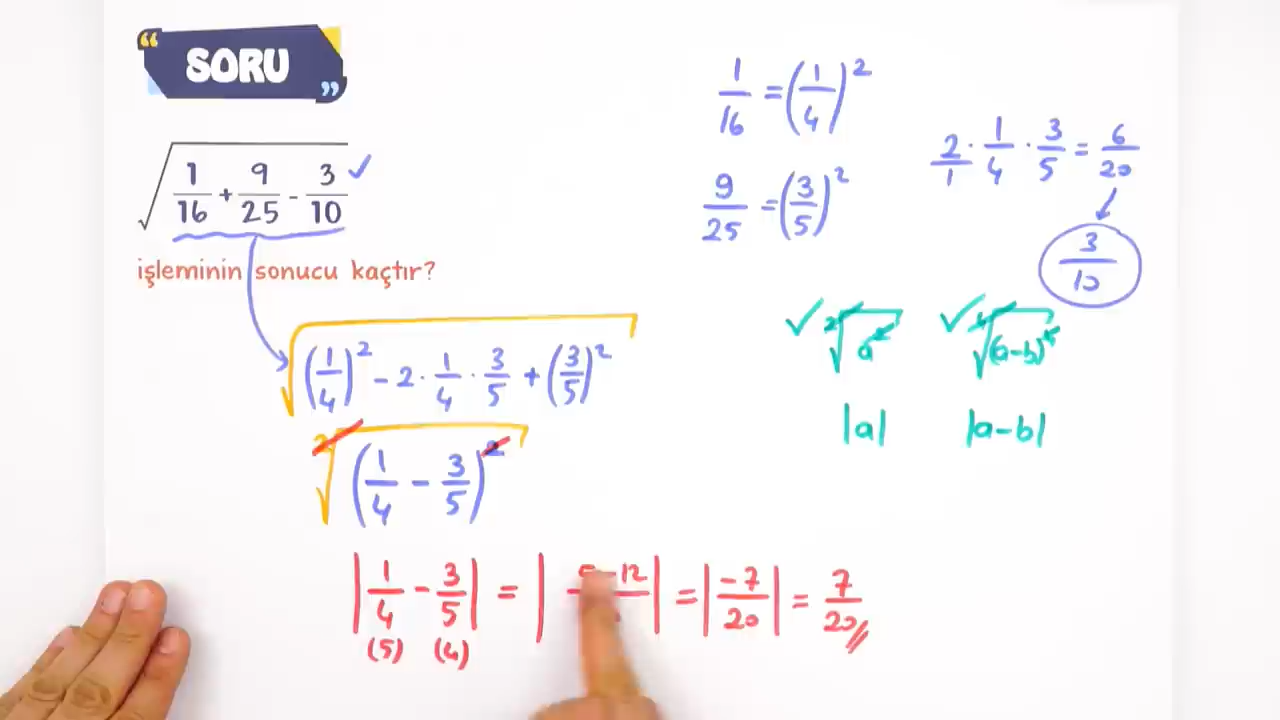 “ SORU ”
√(1/16 + 9/25 - 3/10) ✓
işleminin sonucu kaçtır?
1/16 = (1/4)²
9/25 = (3/5)²
2/1 · 1/4 · 3/5 = 6/20
3/10
√((1/4)² - 2 · 1/4 · 3/5 + (3/5)²)
²√(1/4 - 3/5)²
✓ ²√a² ✓ √(a-b)
|a| |a-b|
|1/4 - 3/5| = | -12 | = |-7/20| = 7/20 //
(5) (4)